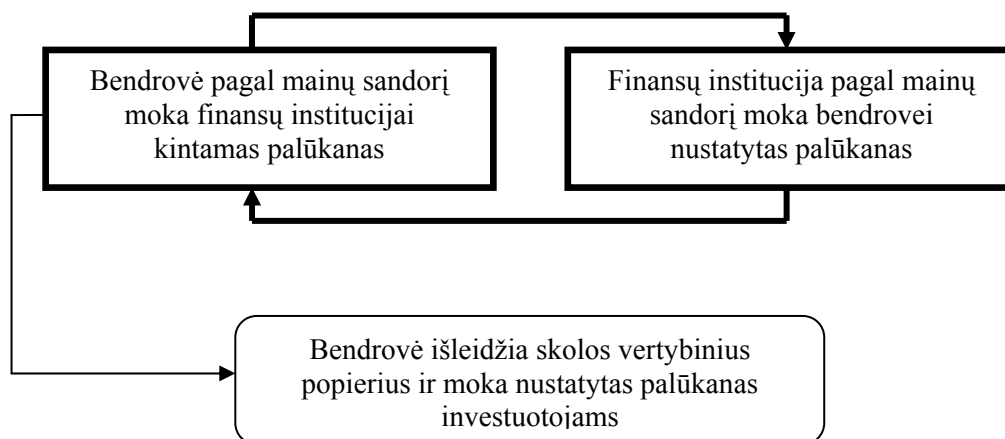 Bendrovė pagal mainų sandorį
moka finansų institucijai
kintamas palūkanas
Finansų institucija pagal mainų
sandorį moka bendrovei
nustatytas palūkanas
Bendrovė išleidžia skolos vertybinius
popierius ir moka nustatytas palūkanas
investuotojams